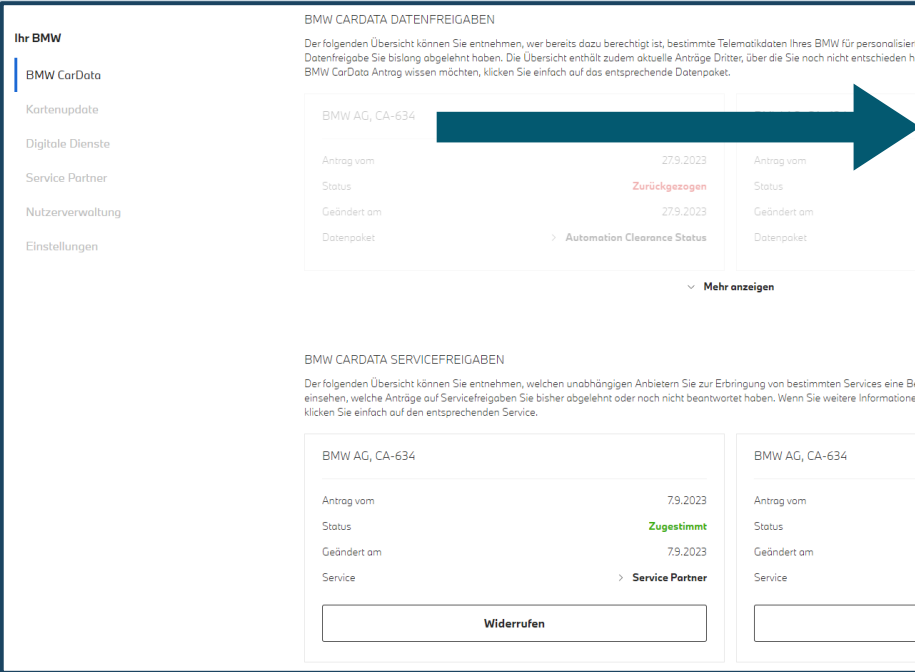 Ihr BMW
BMW CarData
Kartenupdate
Digitale Dienste
Service Partner
Nutzerverwaltung
Einstellungen
BMW CARDATA DATENFREIGABEN
Der folgenden Übersicht können Sie entnehmen, wer bereits dazu berechtigt ist, bestimmte Telematikdaten Ihres BMW für
Datenfreigabe Sie bislang abgelehnt haben. Die Übersicht enthält zudem aktuelle Anträge Dritter, über die Sie noch nicht entschieden
BMW CarData Antrag wissen möchten, klicken Sie einfach auf das entsprechende Datenpaket.
BMW AG, CA-634
Antrag vom 27.9.2023
Status Zurückgezogen
Geändert am 27.9.2023
Datenpaket Automation Clearance Status
Antrag vom
Status
Geändert am
Datenpaket
Mehr anzeigen
BMW CARDATA SERVICEFREIGABEN
Der folgenden Übersicht können Sie entnehmen, welchen unabhängigen Anbietern Sie zur Erbringung von bestimmten Services eine
einsehen, welche Anträge auf Servicefreigaben Sie bisher abgelehnt oder noch nicht beantwortet haben. Wenn Sie weitere
klicken Sie einfach auf den entsprechenden Service.
BMW AG, CA-634
Antrag vom 7.9.2023
Status Zugestimmt
Geändert am 7.9.2023
Service Service Partner
Widerrufen
BMW AG, CA-634
Antrag vom
Status
Geändert am
Service